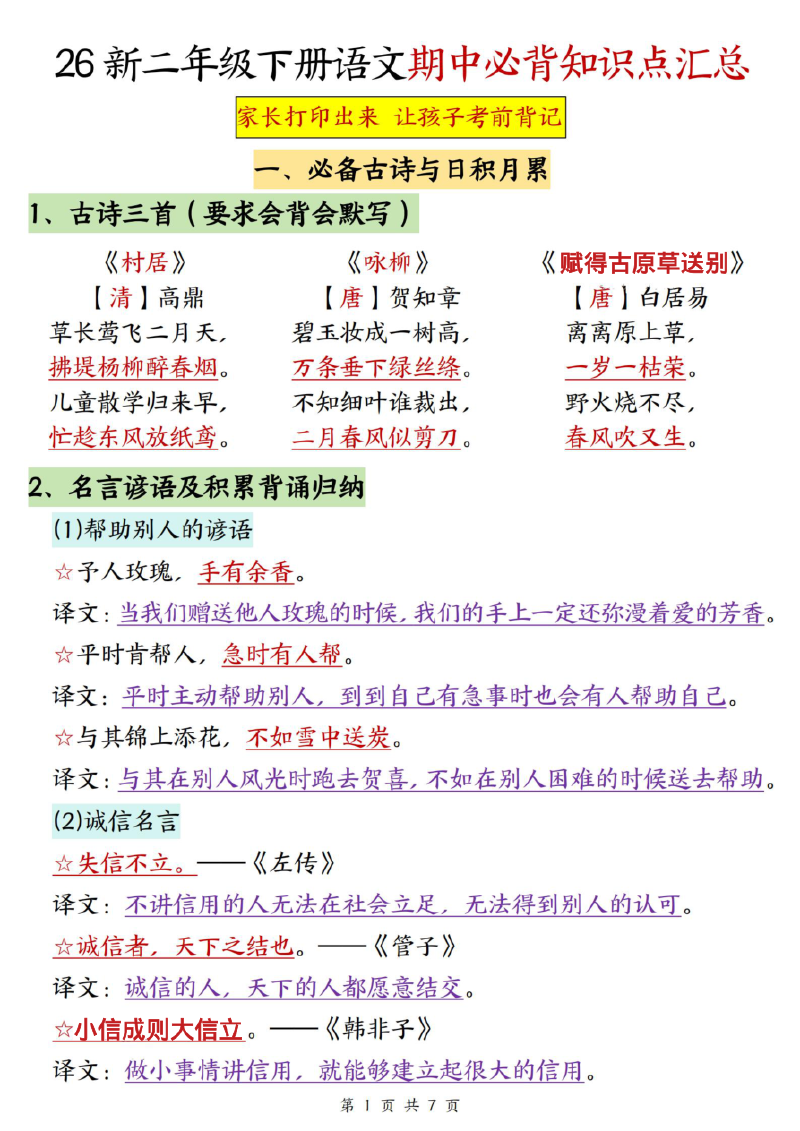 26新二年级下册语文期中必背知识点汇总
家长打印出来 让孩子考前背记
一、必备古诗与日积月累
1、古诗三首（要求会背会默写）
《村居》 《咏柳》 《赋得古原草送别》
【清】高鼎 【唐】贺知章 【唐】白居易
草长莺飞二月天， 碧玉妆成一树高， 离离原上草，
拂堤杨柳醉春烟。 万条垂下绿丝绦。 一岁一枯荣。
儿童散学归来早， 不知细叶谁裁出， 野火烧不尽，
忙趁东风放纸鸢。 二月春风似剪刀。 春风吹又生。
2、名言谚语及积累背诵归纳
(1)帮助别人的谚语
☆予人玫瑰，手有余香。
译文：当我们赠送他人玫瑰的时候，我们的手上一定还弥漫着爱的芳香。
☆平时肯帮人，急时有人帮。
译文：平时主动帮助别人，到到自己有急事时也会有人帮助自己。
☆与其锦上添花，不如雪中送炭。
译文：与其在别人风光时跑去贺喜，不如在别人困难的时候送去帮助。
(2)诚信名言
☆失信不立。——《左传》
译文：不讲信用的人无法在社会立足，无法得到别人的认可。
☆诚信者，天下之结也。——《管子》
译文：诚信的人，天下的人都愿意结交。
☆小信成则大信立。——《韩非子》
译文：做小事情讲信用，就能够建立起很大的信用。
第 1 页 共 7 页